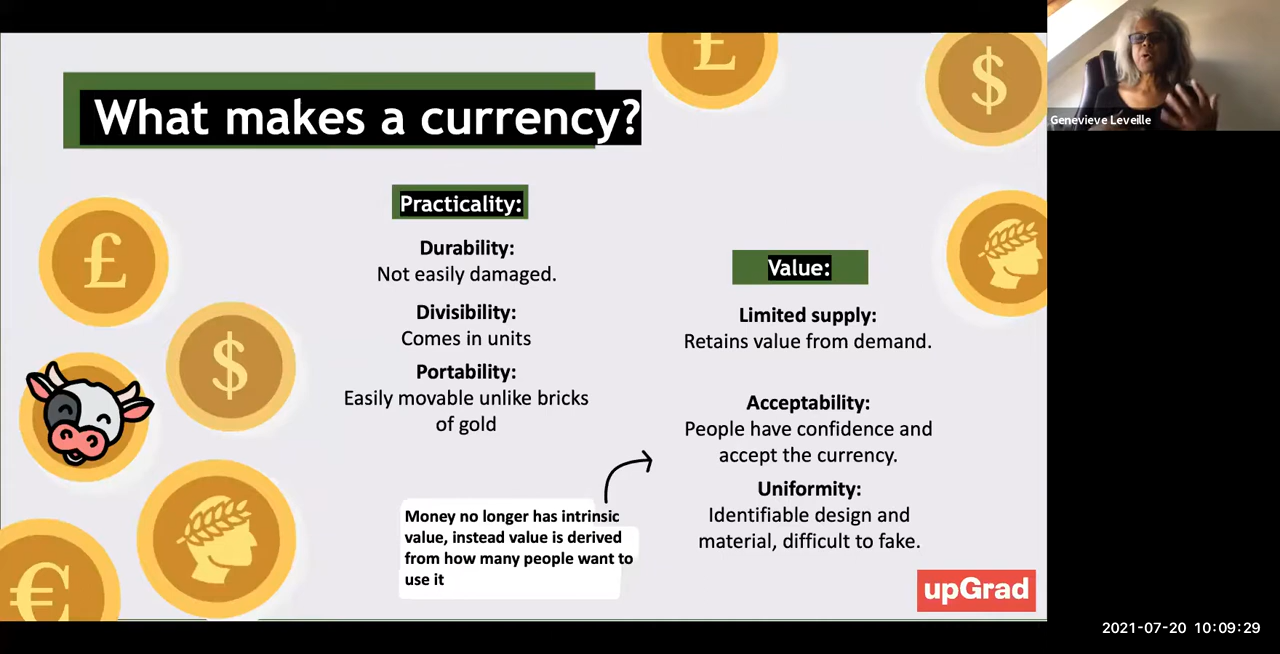 What makes a currency?
Practicality:
Durability:
Not easily damaged.
Divisibility:
Comes in units
Portability:
Easily movable unlike bricks
of gold
Value:
Limited supply:
Retains value from demand.
Acceptability:
People have confidence and
accept the currency.
Uniformity:
Identifiable design and
material, difficult to fake.
Money no longer has intrinsic
value, instead value is derived
from how many people want to
use it
£
$
£
$
€
upGrad
Genevieve Leveille
2021-07-20 10:09:29